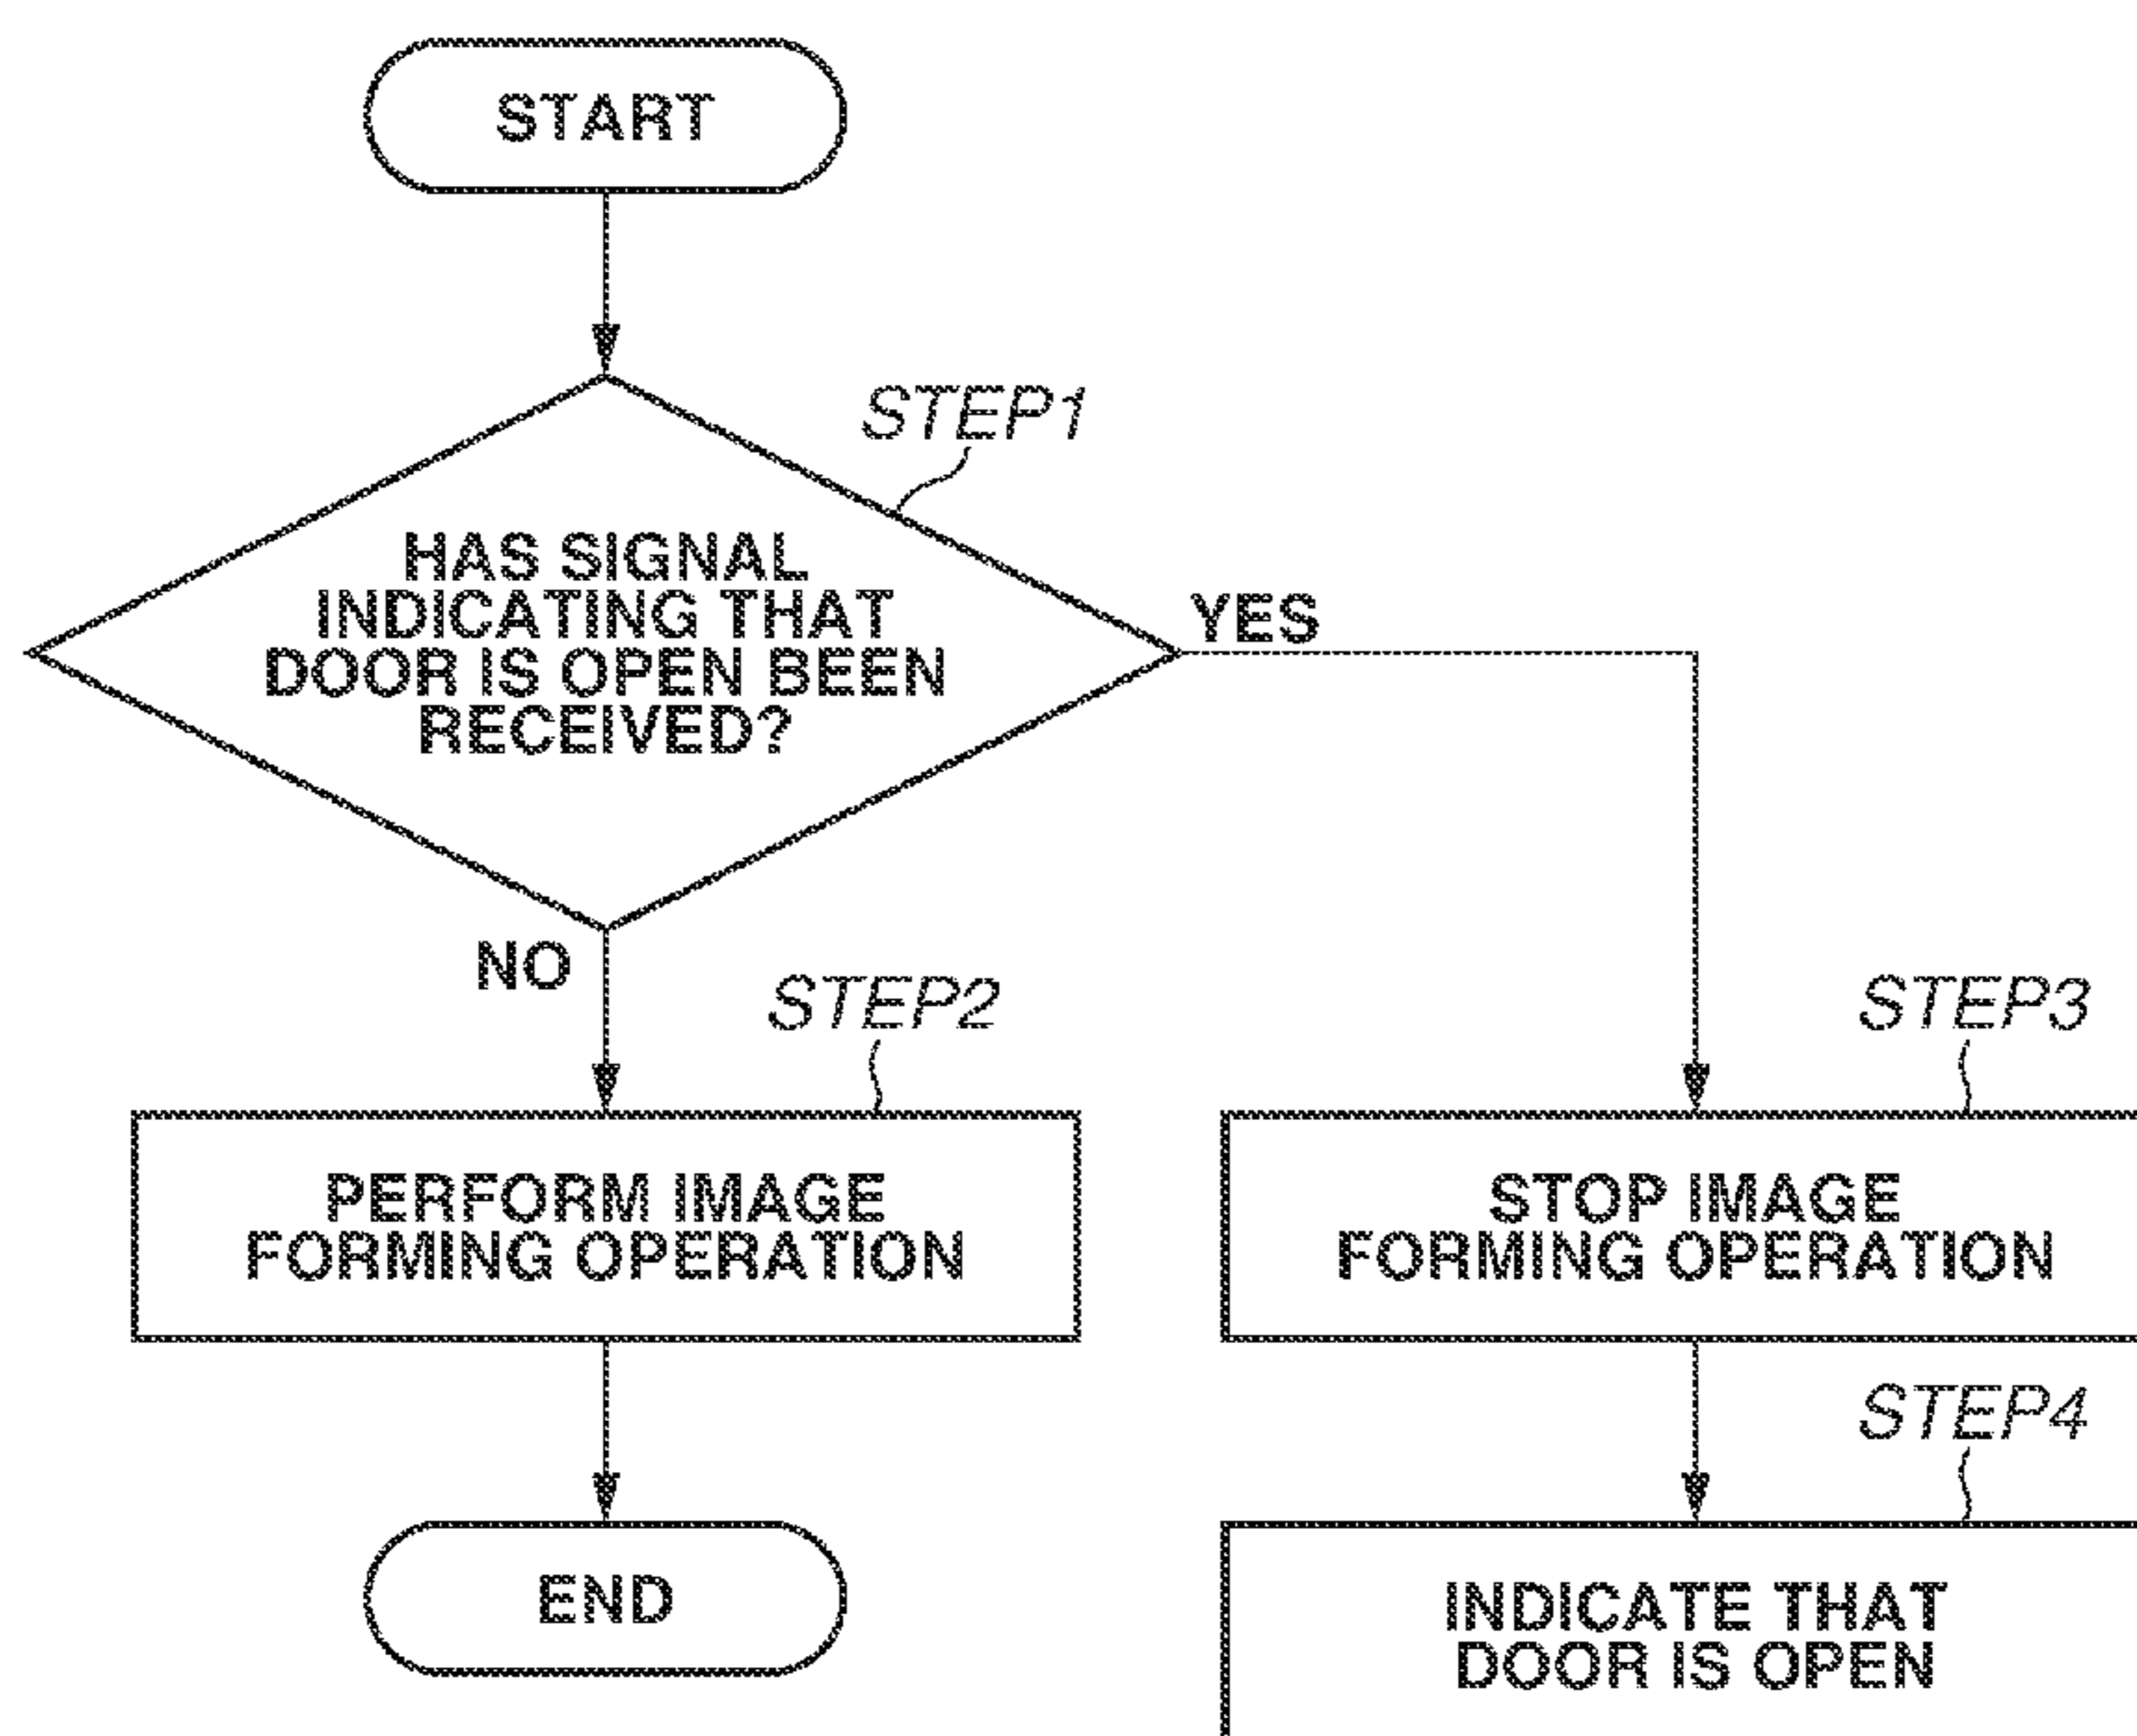 START
STEP1
HAS SIGNAL
INDICATING THAT
DOOR IS OPEN BEEN
RECEIVED?
YES
NO
STEP2
PERFORM IMAGE
FORMING OPERATION
END
STEP3
STOP IMAGE
FORMING OPERATION
STEP4
INDICATE THAT
DOOR IS OPEN